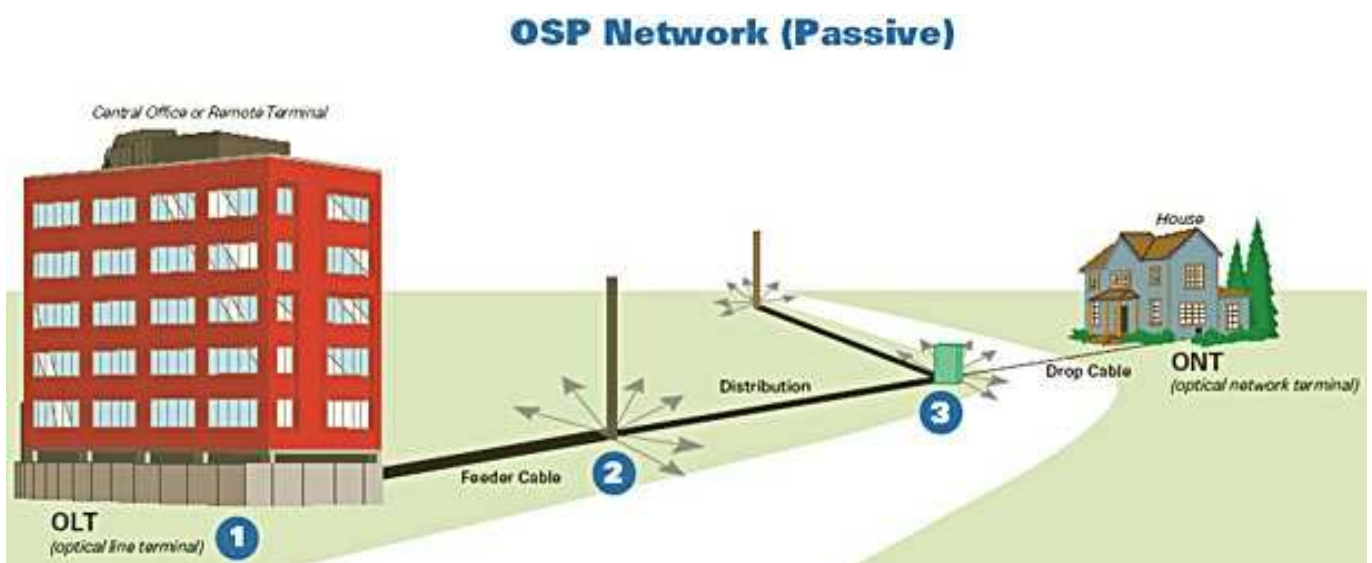 OSP Network (Passive)
Central Office or Remote Terminal
House
Distribution
Drop Cable
ONT
(optical network terminal)
3
Feeder Cable
2
OLT
(optical line terminal)
1